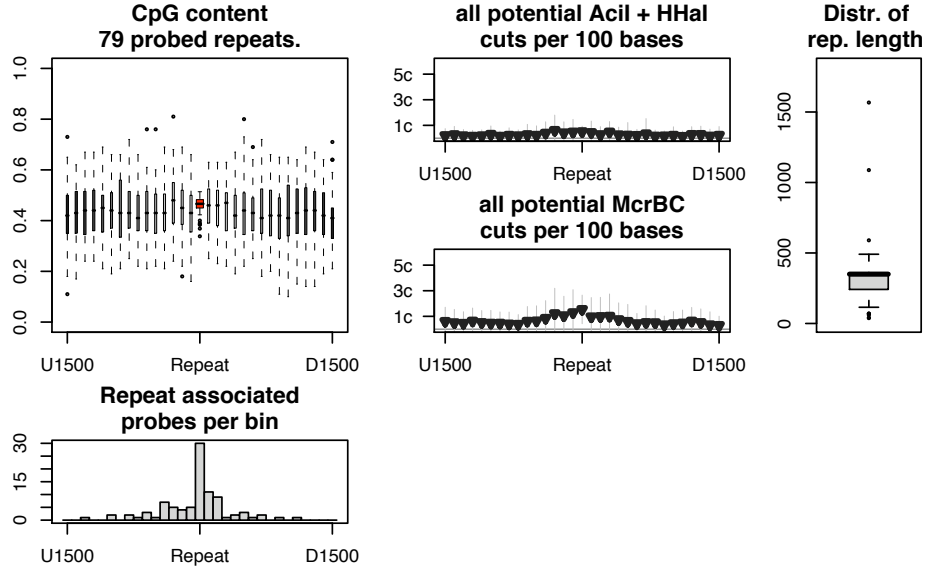 CpG content
79 probed repeats.
1.0
0.8
0.6
0.4
0.2
0.0
U1500 Repeat D1500
all potential AciI + HHaI
cuts per 100 bases
5c
3c
1c
U1500 Repeat D1500
all potential McrBC
cuts per 100 bases
5c
3c
1c
U1500 Repeat D1500
Distr. of
rep. length
1500
1000
500
0
Repeat associated
probes per bin
30
15
0
U1500 Repeat D1500